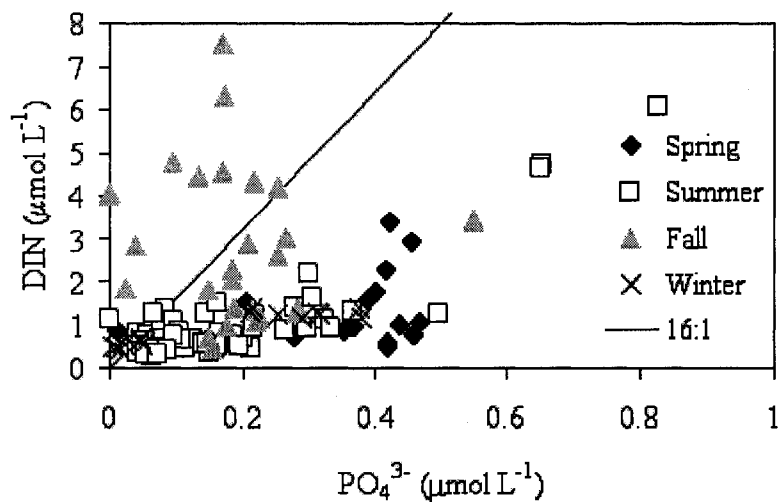 8
7
6
5
4
3
2
1
0
DIN (μmol L⁻¹)
Spring
Summer
Fall
Winter
16:1
0 0.2 0.4 0.6 0.8 1
PO₄³⁻ (μmol L⁻¹)